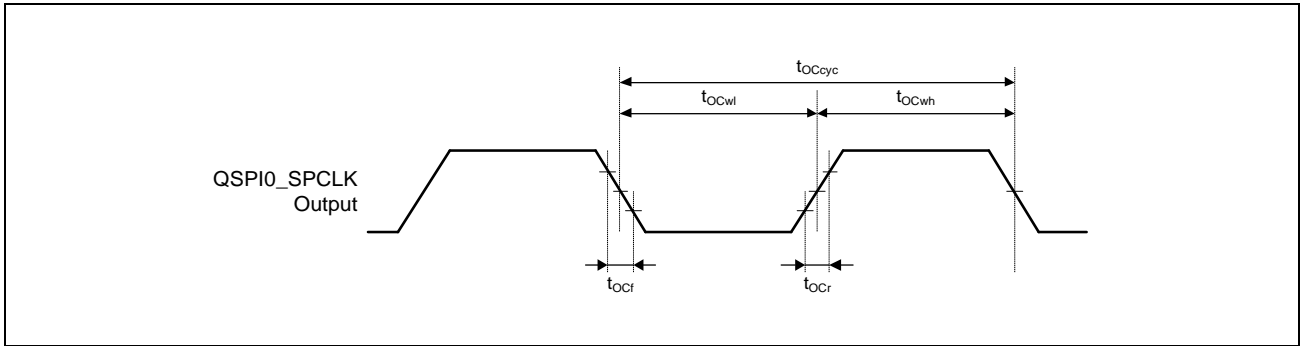 tOCcyc
tOCwl
tOCwh
QSPI0_SPCLK
Output
tOCf
tOCr